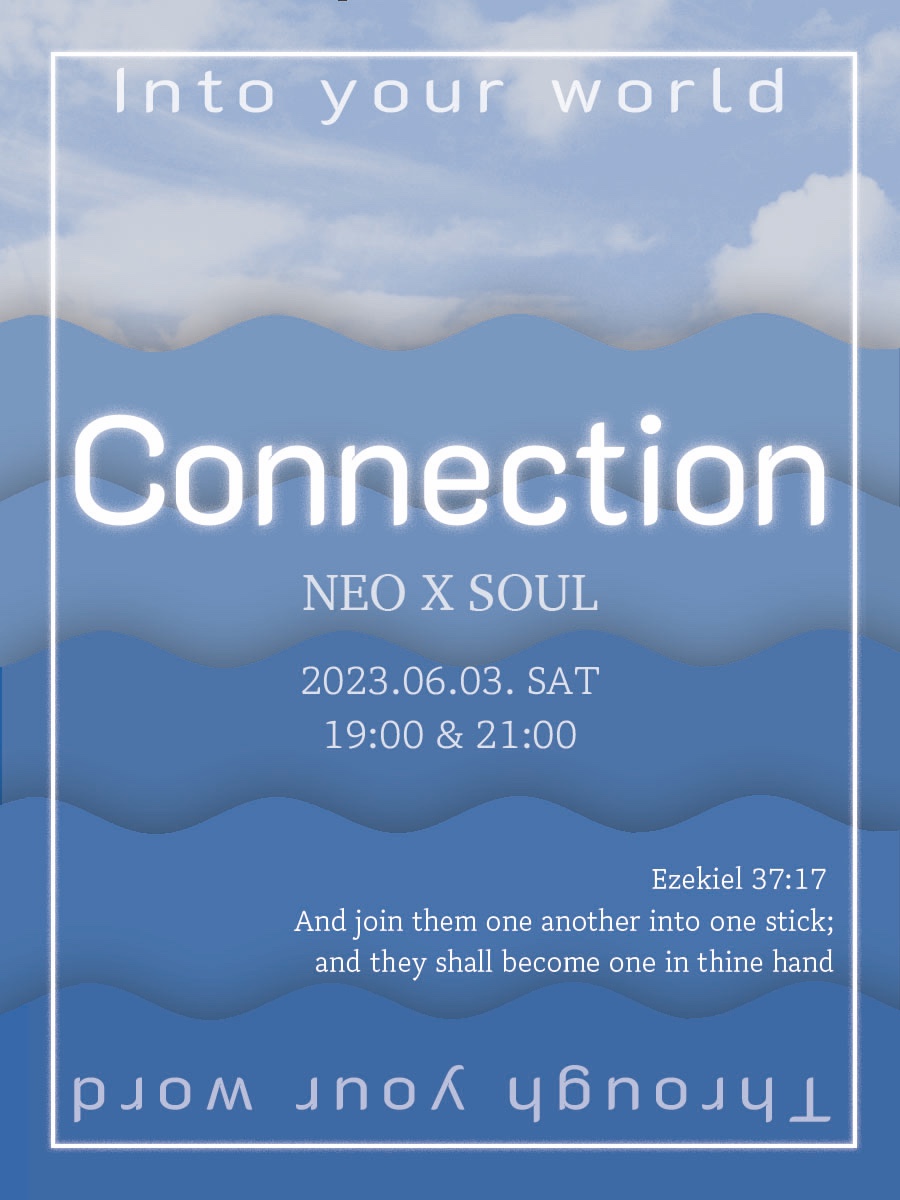 Into your world
Connection
NEO X SOUL
2023.06.03. SAT
19:00 & 21:00
Ezekiel 37:17
And join them one another into one stick;
and they shall become one in thine hand
Through your word